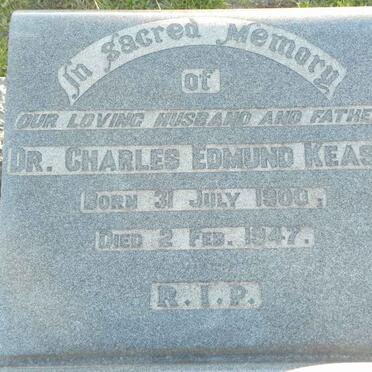 In Sacred Memory
of
OUR LOVING HUSBAND AND FATHE
DR. CHARLES EDMUND KEAS
BORN 31 JULY 1900,
DIED 2 FEB. 1947.
R.I.P.